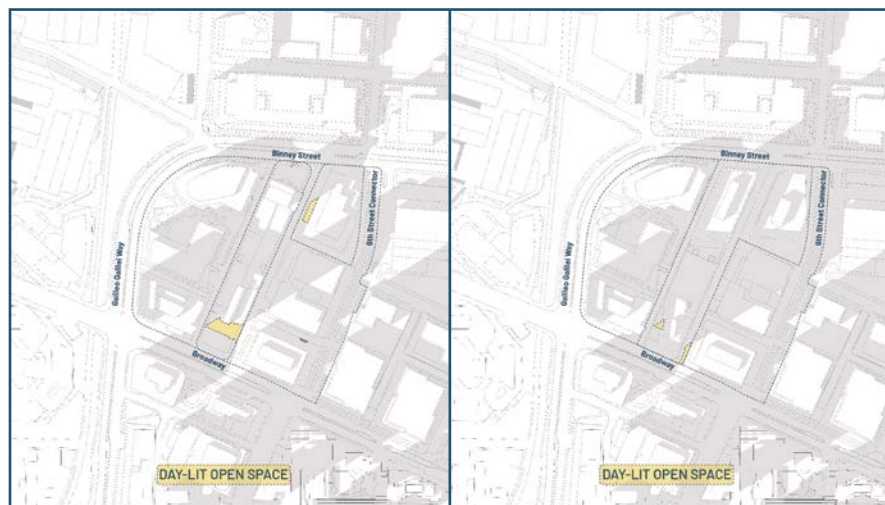 Binney Street
6th Street Connector
Galileo Galilei Way
Broadway
DAY-LIT OPEN SPACE
Binney Street
6th Street Connector
Galileo Galilei Way
Broadway
DAY-LIT OPEN SPACE